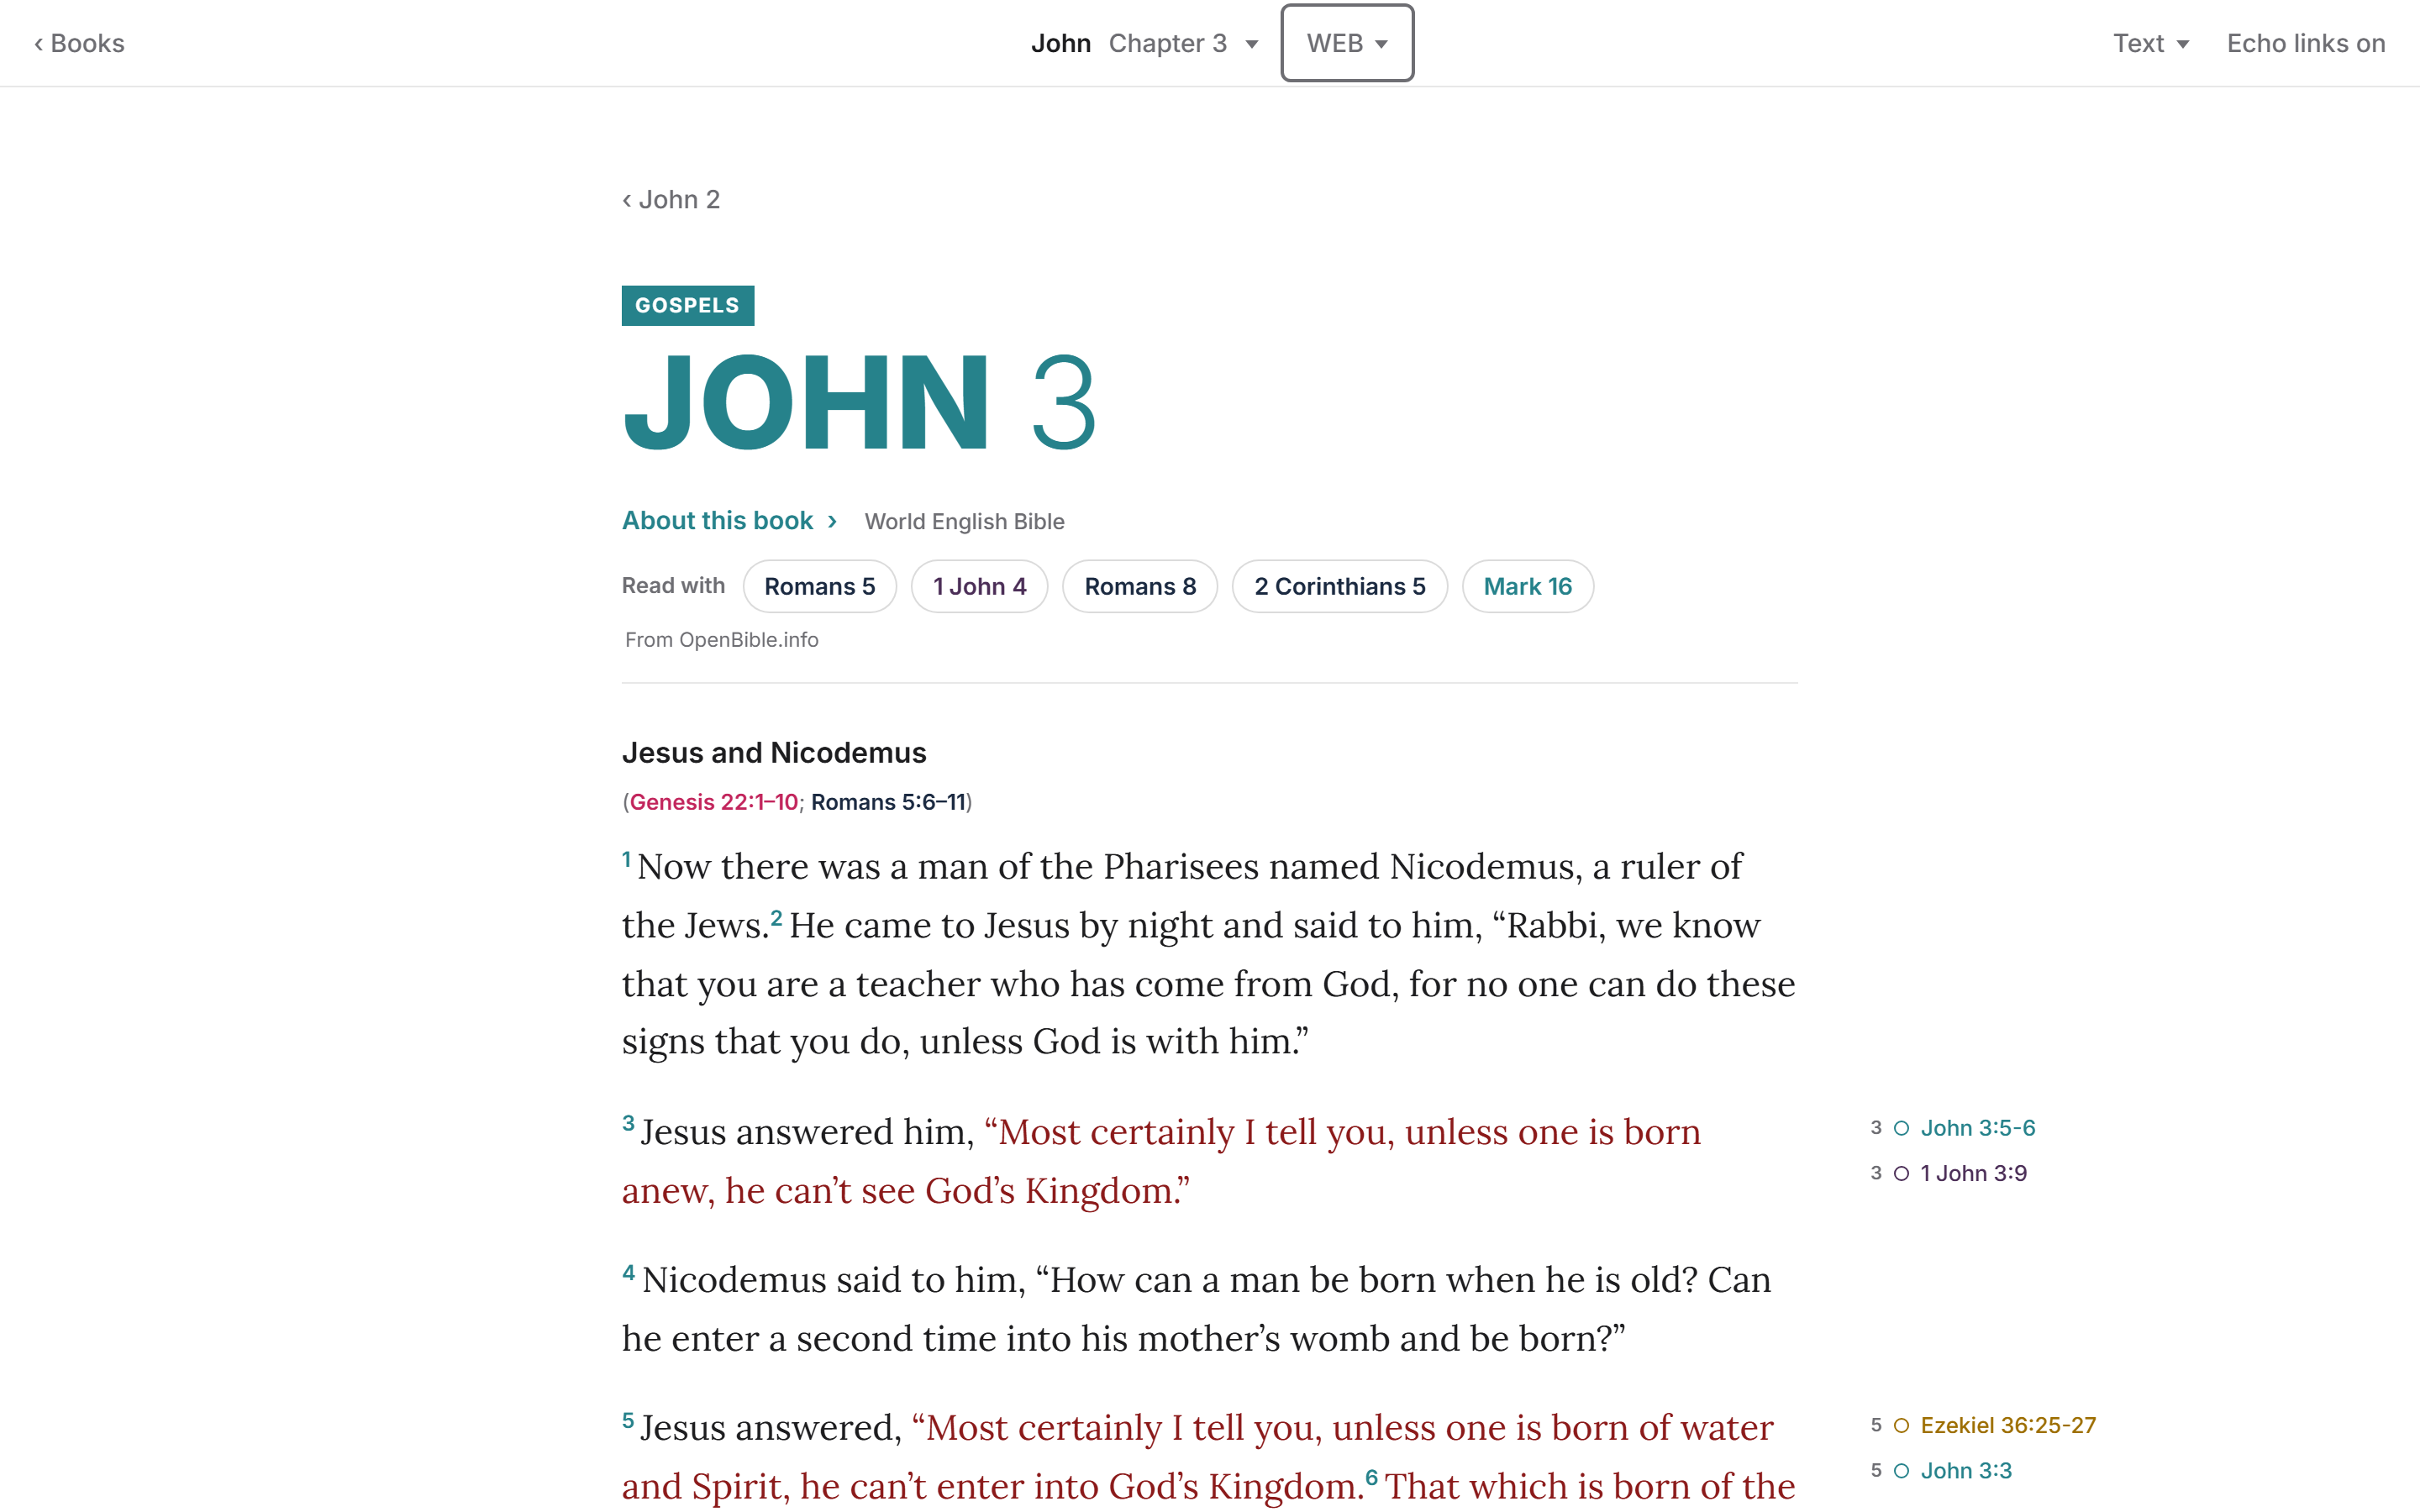 ‹ Books John Chapter 3 WEB Text Echo links on
‹ John 2
GOSPELS
JOHN 3
About this book › World English Bible
Read with Romans 5 1 John 4 Romans 8 2 Corinthians 5 Mark 16
From OpenBible.info
Jesus and Nicodemus
(Genesis 22:1–10; Romans 5:6–11)
1 Now there was a man of the Pharisees named Nicodemus, a ruler of
the Jews. 2 He came to Jesus by night and said to him, “Rabbi, we know
that you are a teacher who has come from God, for no one can do these
signs that you do, unless God is with him.”
3 Jesus answered him, “Most certainly I tell you, unless one is born
anew, he can’t see God’s Kingdom.”
3 John 3:5-6
3 1 John 3:9
4 Nicodemus said to him, “How can a man be born when he is old? Can
he enter a second time into his mother’s womb and be born?”
5 Jesus answered, “Most certainly I tell you, unless one is born of water
and Spirit, he can’t enter into God’s Kingdom. 6 That which is born of the
5 Ezekiel 36:25-27
5 John 3:3